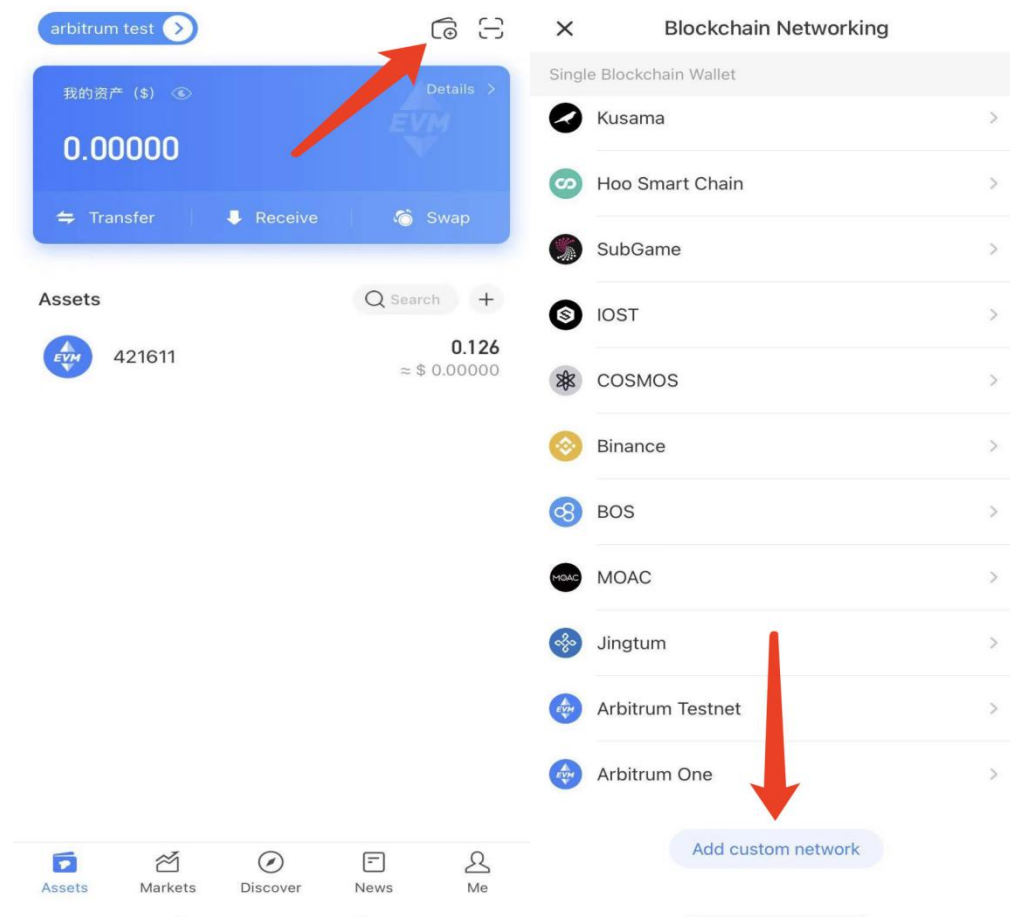 arbitrum test
我的资产 ($)
Details
EVM
0.00000
Transfer
Receive
Swap
Assets
Search
EVM
421611
0.126
≈ $ 0.00000
Assets
Markets
Discover
News
Me
Blockchain Networking
Single Blockchain Wallet
Kusama
Hoo Smart Chain
SubGame
IOST
COSMOS
Binance
BOS
MOAC
MOAC
Jingtum
EVM
Arbitrum Testnet
EVM
Arbitrum One
Add custom network